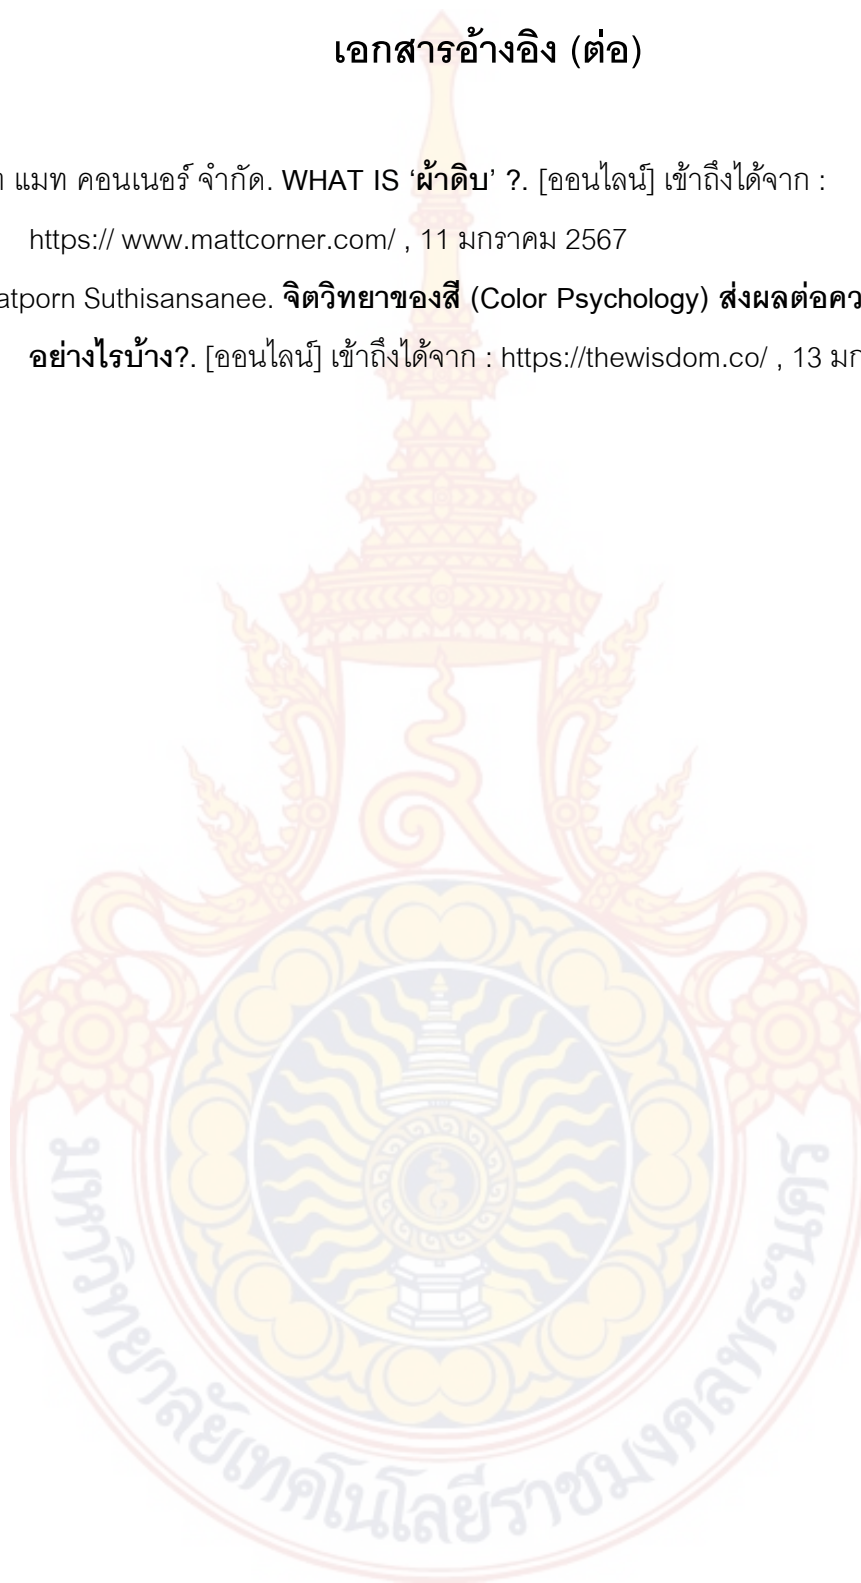 เอกสารอ้างอิง (ต่อ)
แมท คอนเนอร์ จำกัด. WHAT IS ‘ผ้าดิบ’ ?. [ออนไลน์] เข้าถึงได้จาก :
https:// www.mattcorner.com/ , 11 มกราคม 2567
Suthisansanee. จิตวิทยาของสี (Color Psychology) ส่งผลต่อ
อย่างไรบ้าง?. [ออนไลน์] เข้าถึงได้จาก : https://thewisdom.co/ , 13
มหาวิทยาลัยเทคโนโลยีราชมงคลพระนคร